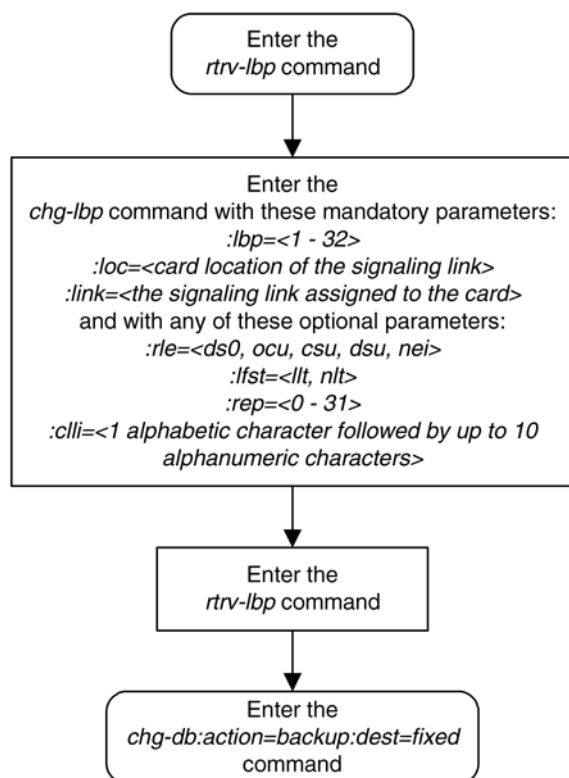 Enter the
rtrv-lbp command
Enter the
chg-lbp command with these mandatory parameters:
:lbp=<1 - 32>
:loc=<card location of the signaling link>
:link=<the signaling link assigned to the card>
and with any of these optional parameters:
:rle=<ds0, ocu, csu, dsu, nei>
:lfst=<llt, nlt>
:rep=<0 - 31>
:clli=<1 alphabetic character followed by up to 10
alphanumeric characters>
Enter the
rtrv-lbp command
Enter the
chg-db:action=backup:dest=fixed
command